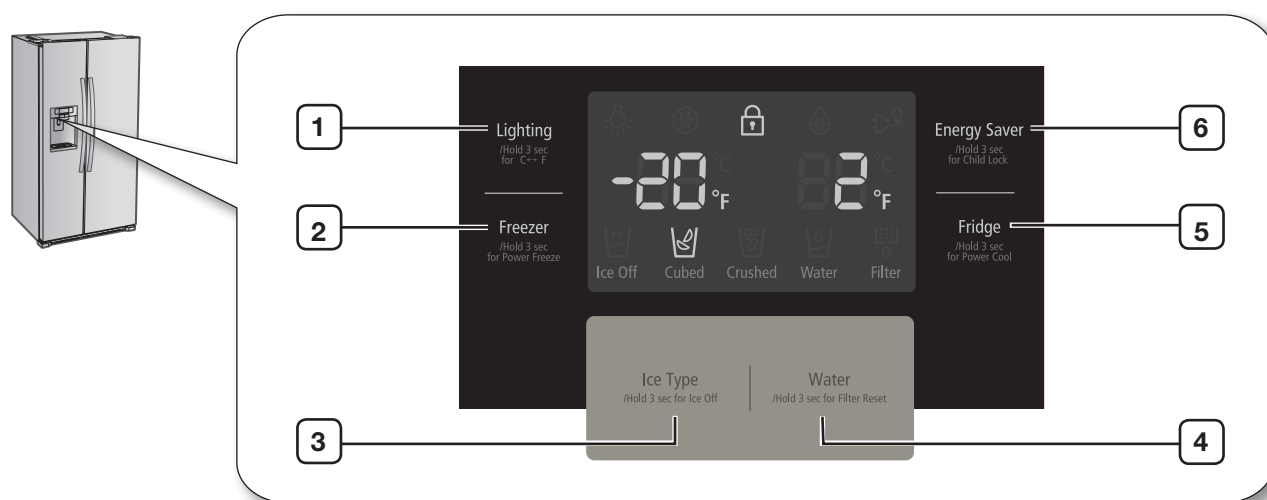 1
Lighting
/Hold 3 sec
for C↔ F
2
Freezer
/Hold 3 sec
for Power Freeze
-20 °C °F
2 °C °F
Ice Off Cubed Crushed Water Filter
6
Energy Saver
/Hold 3 sec
for Child Lock
5
Fridge
/Hold 3 sec
for Power Cool
Ice Type
/Hold 3 sec for Ice Off
Water
/Hold 3 sec for Filter Reset
3
4